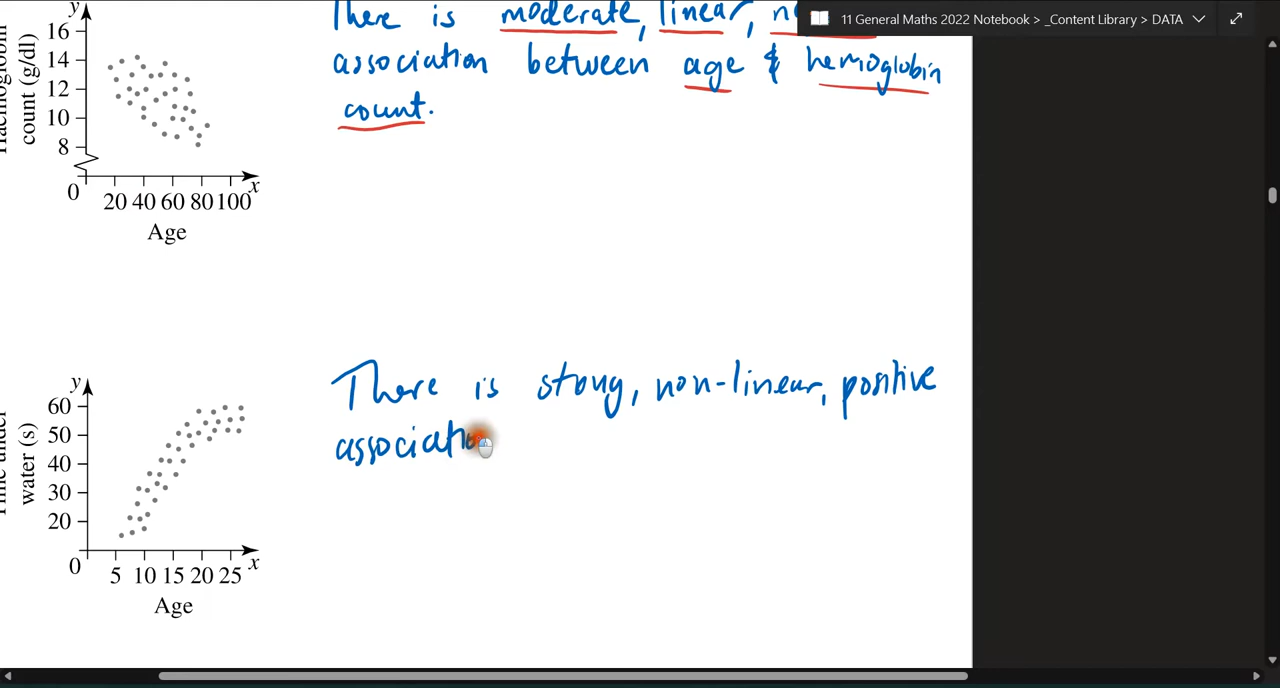 11 General Maths 2022 Notebook > _Content Library > DATA
There is moderate, linear,
association between age & hemoglobin
count.
y
16
14
12
10
8
0
count (g/dl)
20 40 60 80 100
x
Age
There is strong, non-linear, positive
associatio
y
60
50
40
30
20
0
water (s)
5 10 15 20 25
x
Age